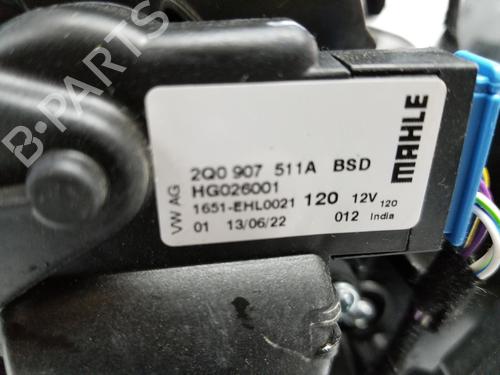 B-PARTS
2Q0 907 511A BSD
HG026001
1651-EHL0021 120 12V 120
01 13/06/22 012 India
VW AG
MAHLE